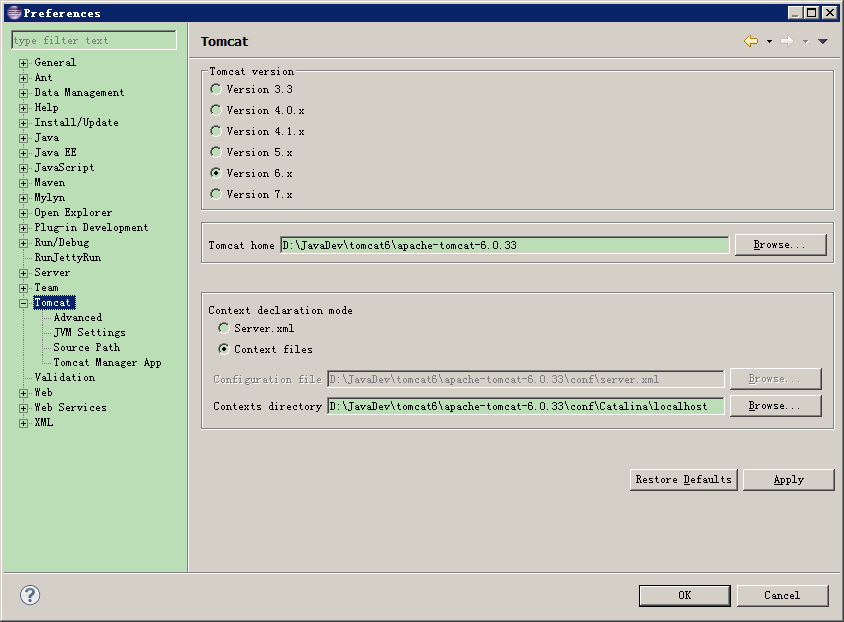 Preferences
type filter text
General
Ant
Data Management
Help
Install/Update
Java
Java EE
JavaScript
Maven
Mylyn
Open Explorer
Plug-in Development
Run/Debug
RunJettyRun
Server
Team
Tomcat
Advanced
JVM Settings
Source Path
Tomcat Manager App
Validation
Web
Web Services
XML
Tomcat
Tomcat version
Version 3.3
Version 4.0.x
Version 4.1.x
Version 5.x
Version 6.x
Version 7.x
Tomcat home D:\JavaDev\tomcat6\apache-tomcat-6.0.33 Browse...
Context declaration mode
Server.xml
Context files
Configuration file D:\JavaDev\tomcat6\apache-tomcat-6.0.33\conf\server.xml Browse...
Contexts directory D:\JavaDev\tomcat6\apache-tomcat-6.0.33\conf\Catalina\localhost Browse...
Restore Defaults Apply
? OK Cancel